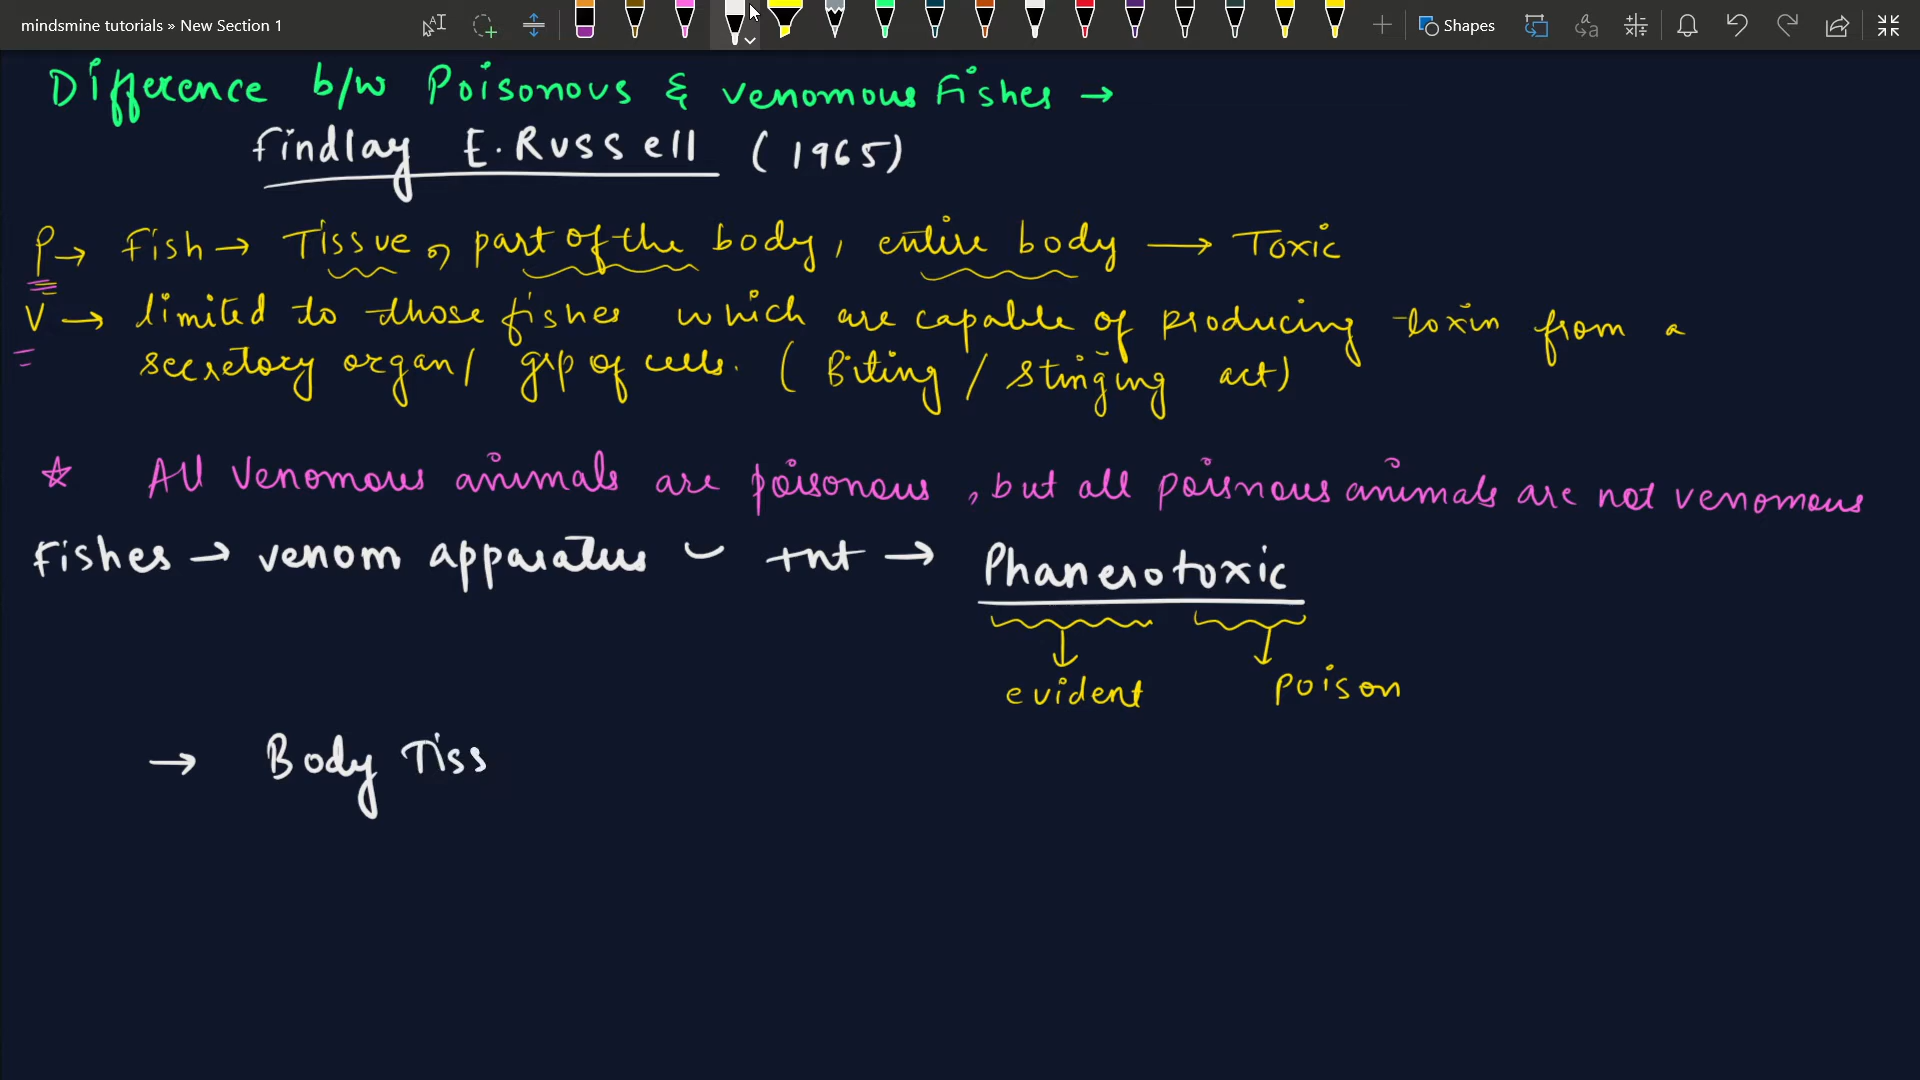 mindsmine tutorials » New Section 1
Shapes
Difference b/w Poisonous & venomous Fishes →
Findlay E. Russell (1965)
P → Fish → Tissue, part of the body, entire body → Toxic
V → limited to those fishes which are capable of producing toxin from a
secretory organ / grp of cells. (Biting / stinging act)
☆ All venomous animals are poisonous, but all poisnous animals are not venomous
Fishes → venom apparatus → Phanerotoxic
evident poison
→ Body Tiss